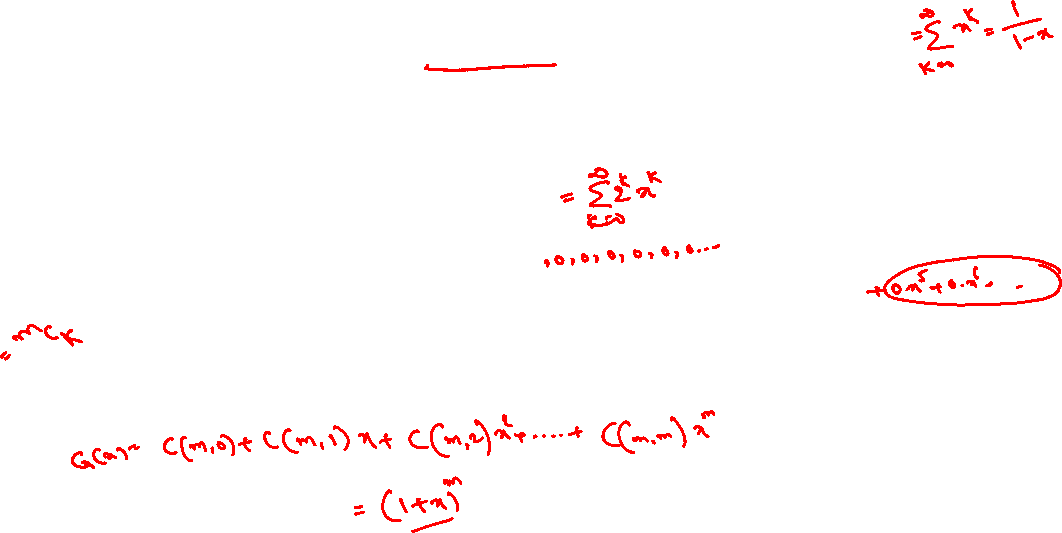 = ∑_{k=0}^{∞} x^k = 1/(1-x)
= ∑_{k=0}^{∞} 2^k x^k
,0,0,0,0,0,0...
+ 0x^5 + 0.x^6. . .
= ^mC_k
G(x)= C(m,0) + C(m,1)x + C(m,2)x^2 + ..... + C(m,m)x^m
= (1+x)^m